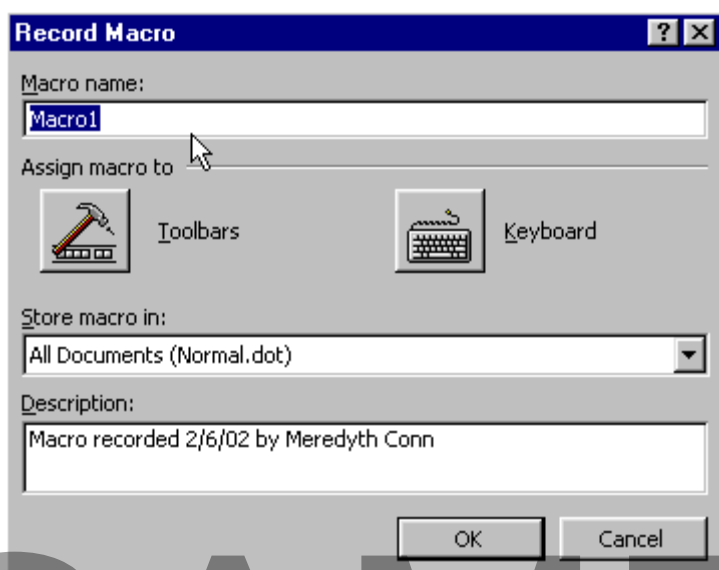 Record Macro
Macro name:
Macro1
Assign macro to
Toolbars Keyboard
Store macro in:
All Documents (Normal.dot)
Description:
Macro recorded 2/6/02 by Meredyth Conn
OK Cancel